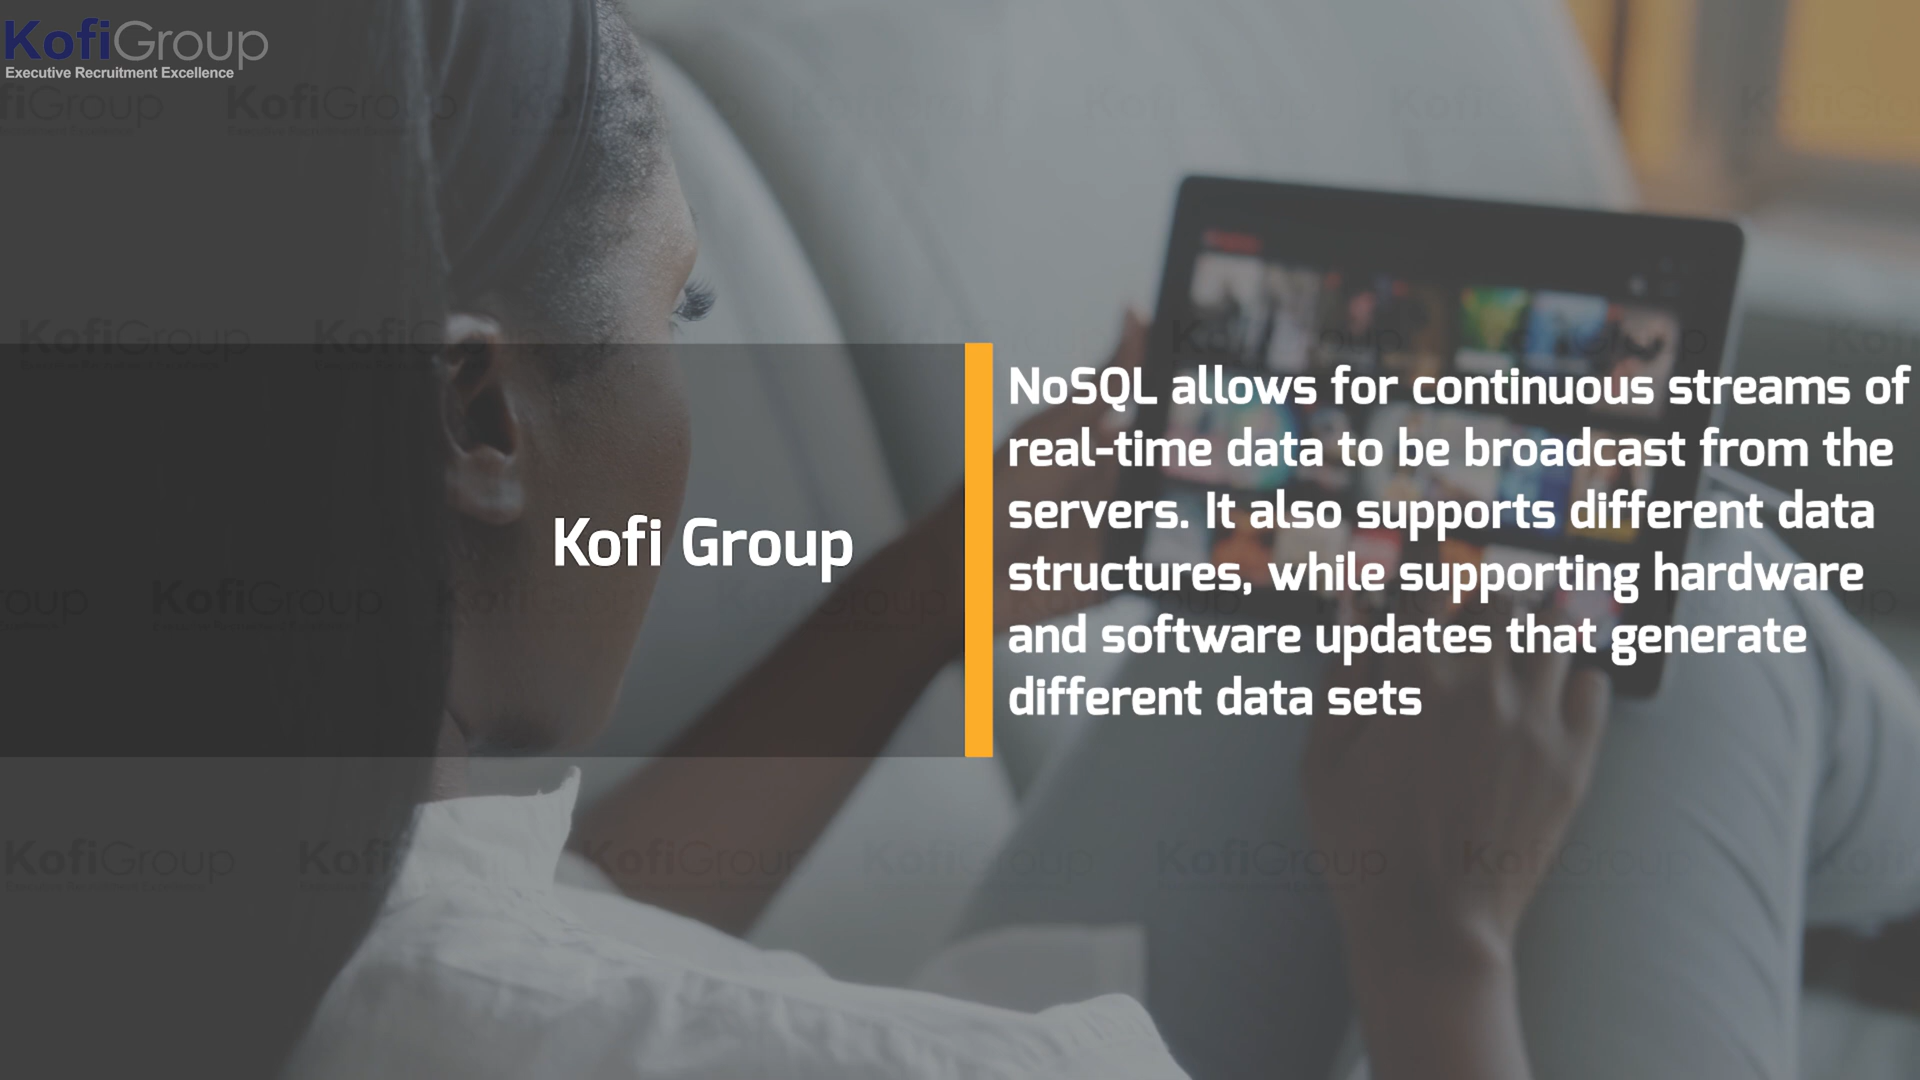 KofiGroup
Executive Recruitment Excellence
Kofi Group
NoSQL allows for continuous streams of
real-time data to be broadcast from the
servers. It also supports different data
structures, while supporting hardware
and software updates that generate
different data sets